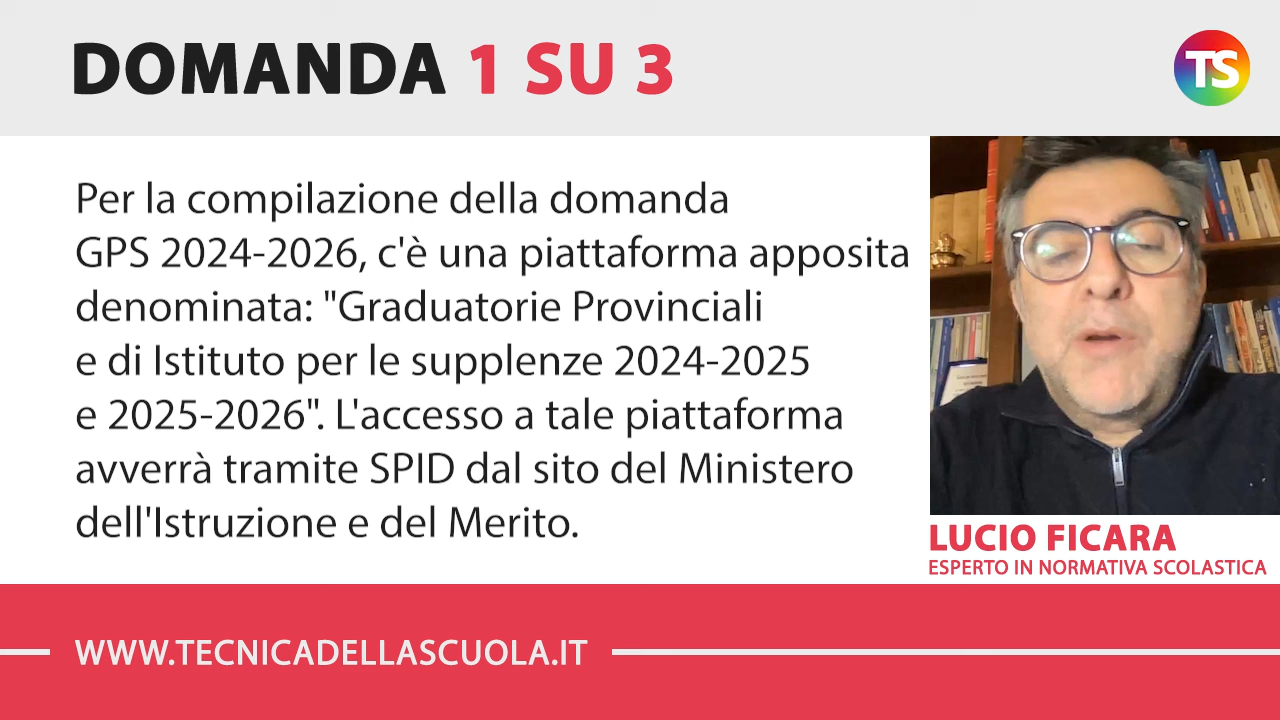 DOMANDA 1 SU 3
TS
Per la compilazione della domanda
GPS 2024-2026, c'è una piattaforma apposita
denominata: "Graduatorie Provinciali
e di Istituto per le supplenze 2024-2025
e 2025-2026". L'accesso a tale piattaforma
avverrà tramite SPID dal sito del Ministero
dell'Istruzione e del Merito.
LUCIO FICARA
ESPERTO IN NORMATIVA SCOLASTICA
WWW.TECNICADELLASCUOLA.IT